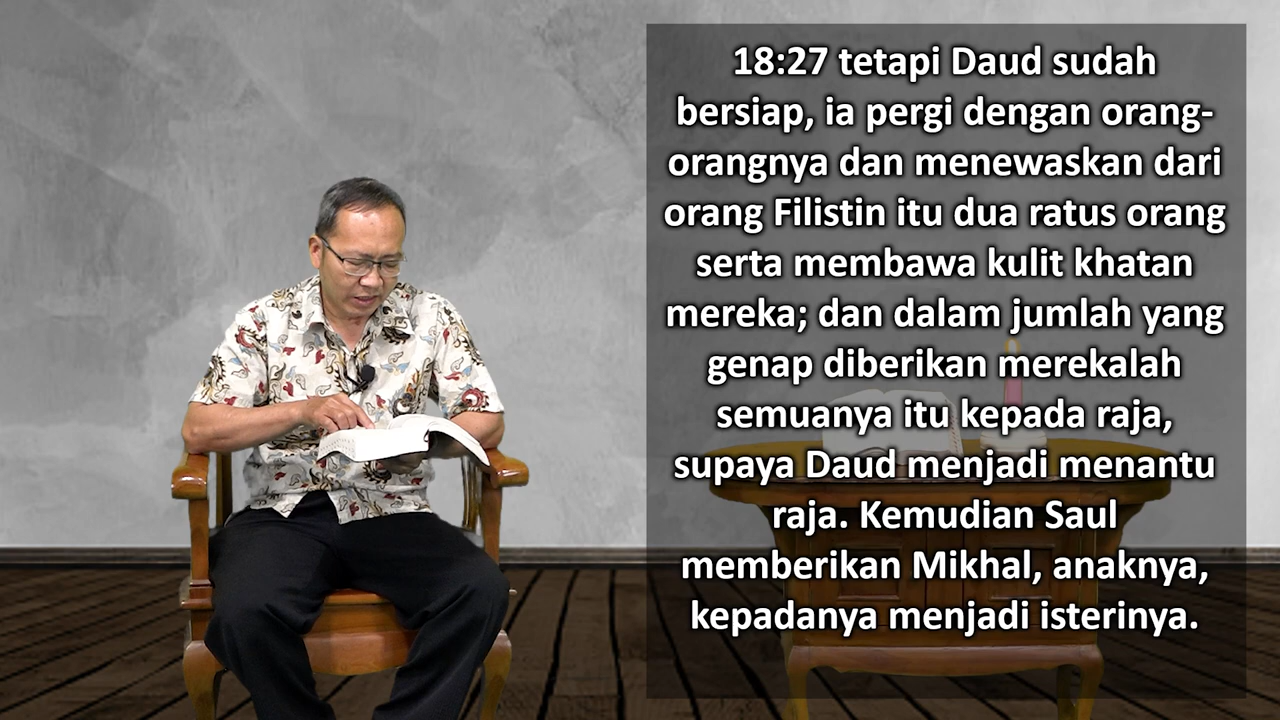 18:27 tetapi Daud sudah
bersiap, ia pergi dengan orang-
orangnya dan menewaskan dari
orang Filistin itu dua ratus orang
serta membawa kulit khatan
mereka; dan dalam jumlah yang
genap diberikan merekalah
semuanya itu kepada raja,
supaya Daud menjadi menantu
raja. Kemudian Saul
memberikan Mikhal, anaknya,
kepadanya menjadi isterinya.